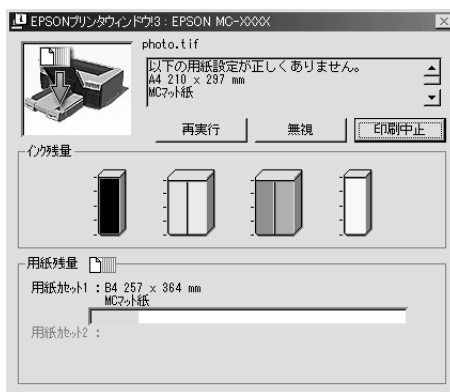 EPSONプリンタウィンドウ!3 : EPSON MC-XXXX
photo.tif
以下の用紙設定が正しくありません。
A4 210 x 297 mm
MCマット紙
再実行 無視 印刷中止
インク残量
用紙残量
用紙カセット1 : B4 257 x 364 mm
MCマット紙
用紙カセット2 :